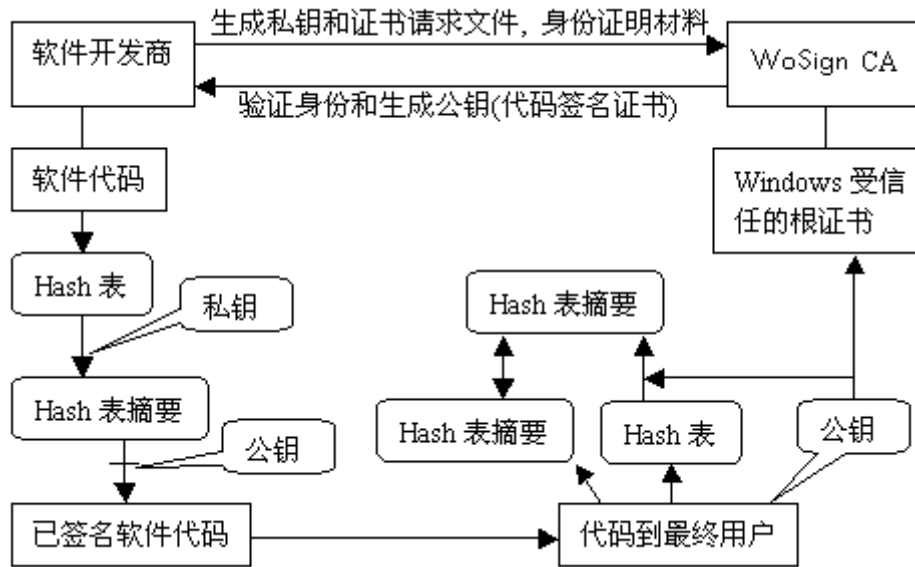 生成私钥和证书请求文件, 身份证明材料
软件开发商
WoSign CA
验证身份和生成公钥(代码签名证书)
软件代码
Windows 受信
任的根证书
Hash 表
私钥
Hash 表摘要
Hash 表摘要
Hash 表摘要
Hash 表
公钥
公钥
已签名软件代码
代码到最终用户